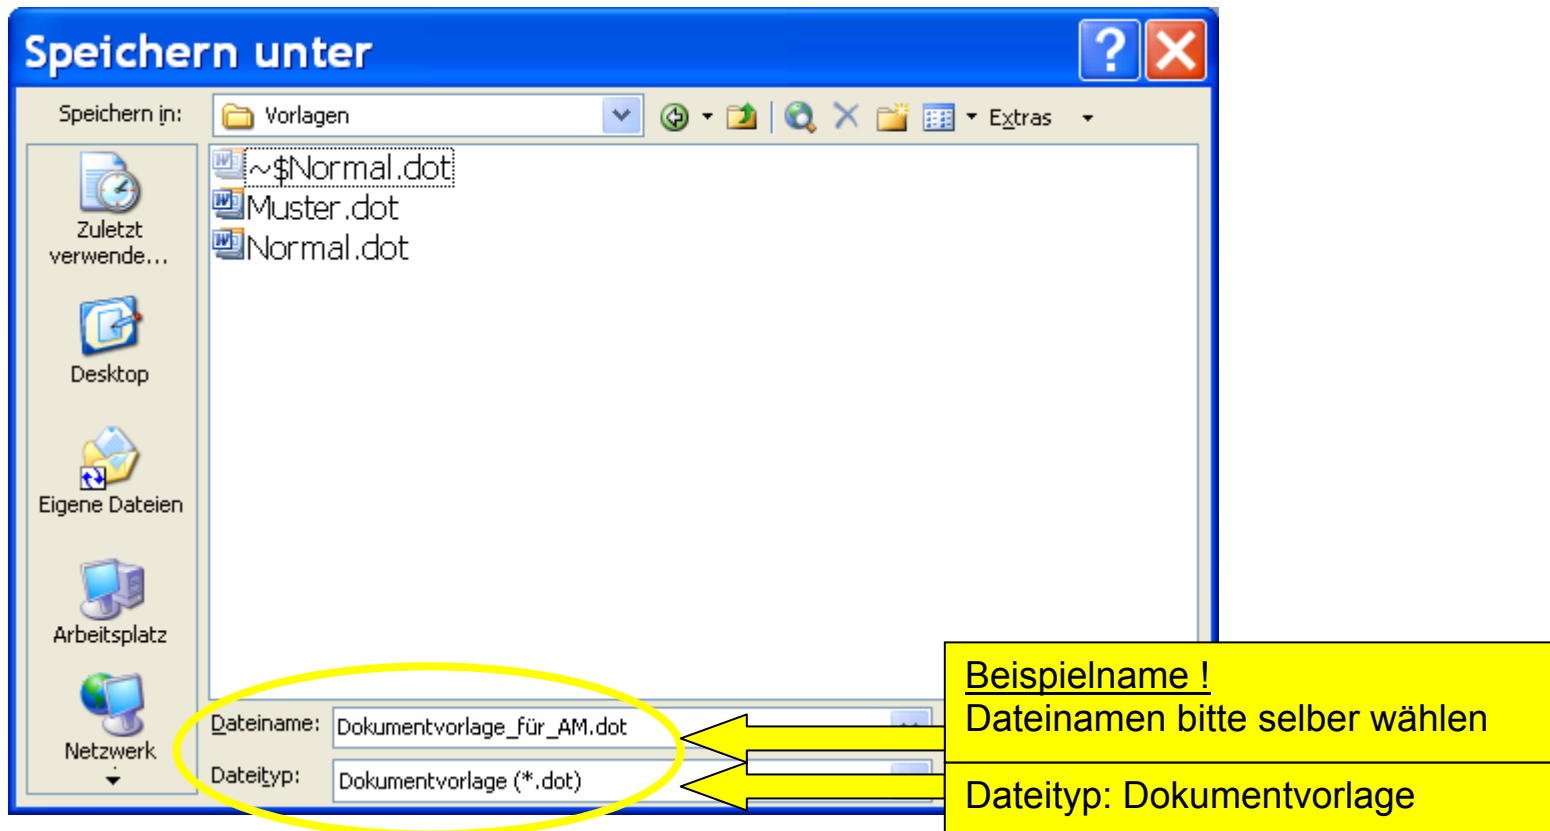 Speichern unter
Speichern in:
Vorlagen
Extras
~$Normal.dot
Muster.dot
Normal.dot
Zuletzt
verwende...
Desktop
Eigene Dateien
Arbeitsplatz
Netzwerk
Dateiname:
Dokumentvorlage_für_AM.dot
Dateityp:
Dokumentvorlage (*.dot)
Beispielname !
Dateinamen bitte selber wählen
Dateityp: Dokumentvorlage